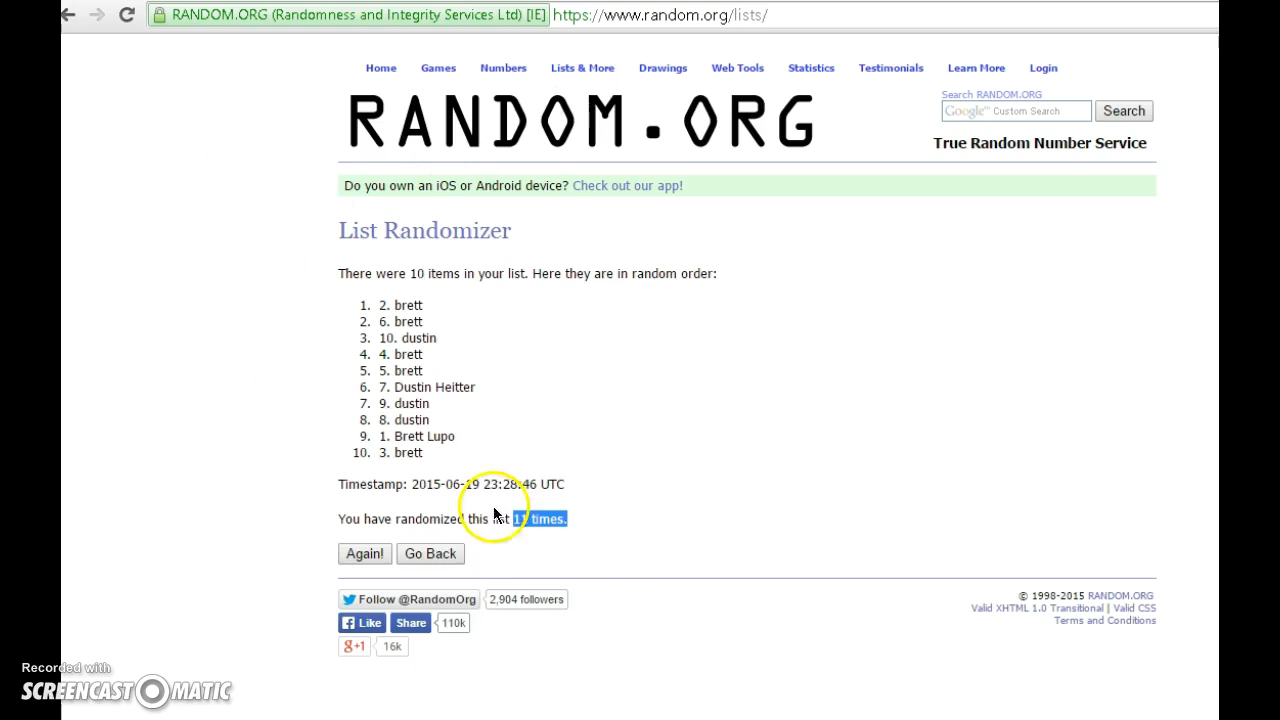 RANDOM.ORG (Randomness and Integrity Services Ltd) [IE] https://www.random.org/lists/
Home Games Numbers Lists & More Drawings Web Tools Statistics Testimonials Learn More Login
RANDOM.ORG
Search RANDOM.ORG
Google™ Custom Search Search
True Random Number Service
Do you own an iOS or Android device? Check out our app!
List Randomizer
There were 10 items in your list. Here they are in random order:
1. 2. brett
2. 6. brett
3. 10. dustin
4. 4. brett
5. 5. brett
6. 7. Dustin Heitter
7. 9. dustin
8. 8. dustin
9. 1. Brett Lupo
10. 3. brett
Timestamp: 2015-06-19 23:28:46 UTC
You have randomized this list 11 times.
Again! Go Back
Follow @RandomOrg 2,904 followers
Like Share 110k
g+1 16k
© 1998-2015 RANDOM.ORG
Valid XHTML 1.0 Transitional | Valid CSS
Terms and Conditions
Recorded with
SCREENCAST-O-MATIC